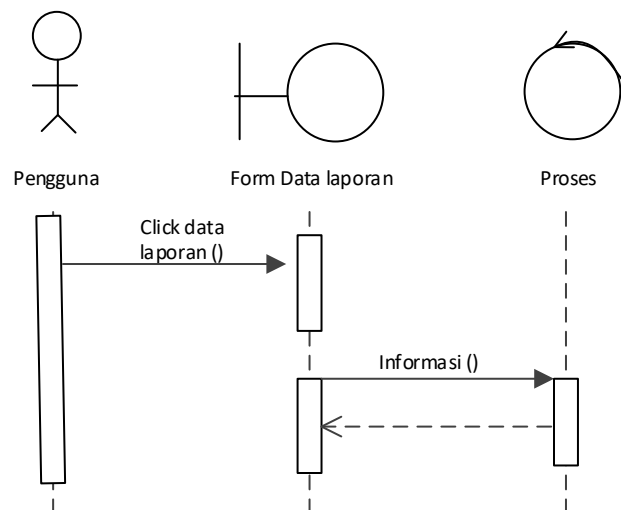 Pengguna
Form Data laporan
Proses
Click data
laporan ()
Informasi ()